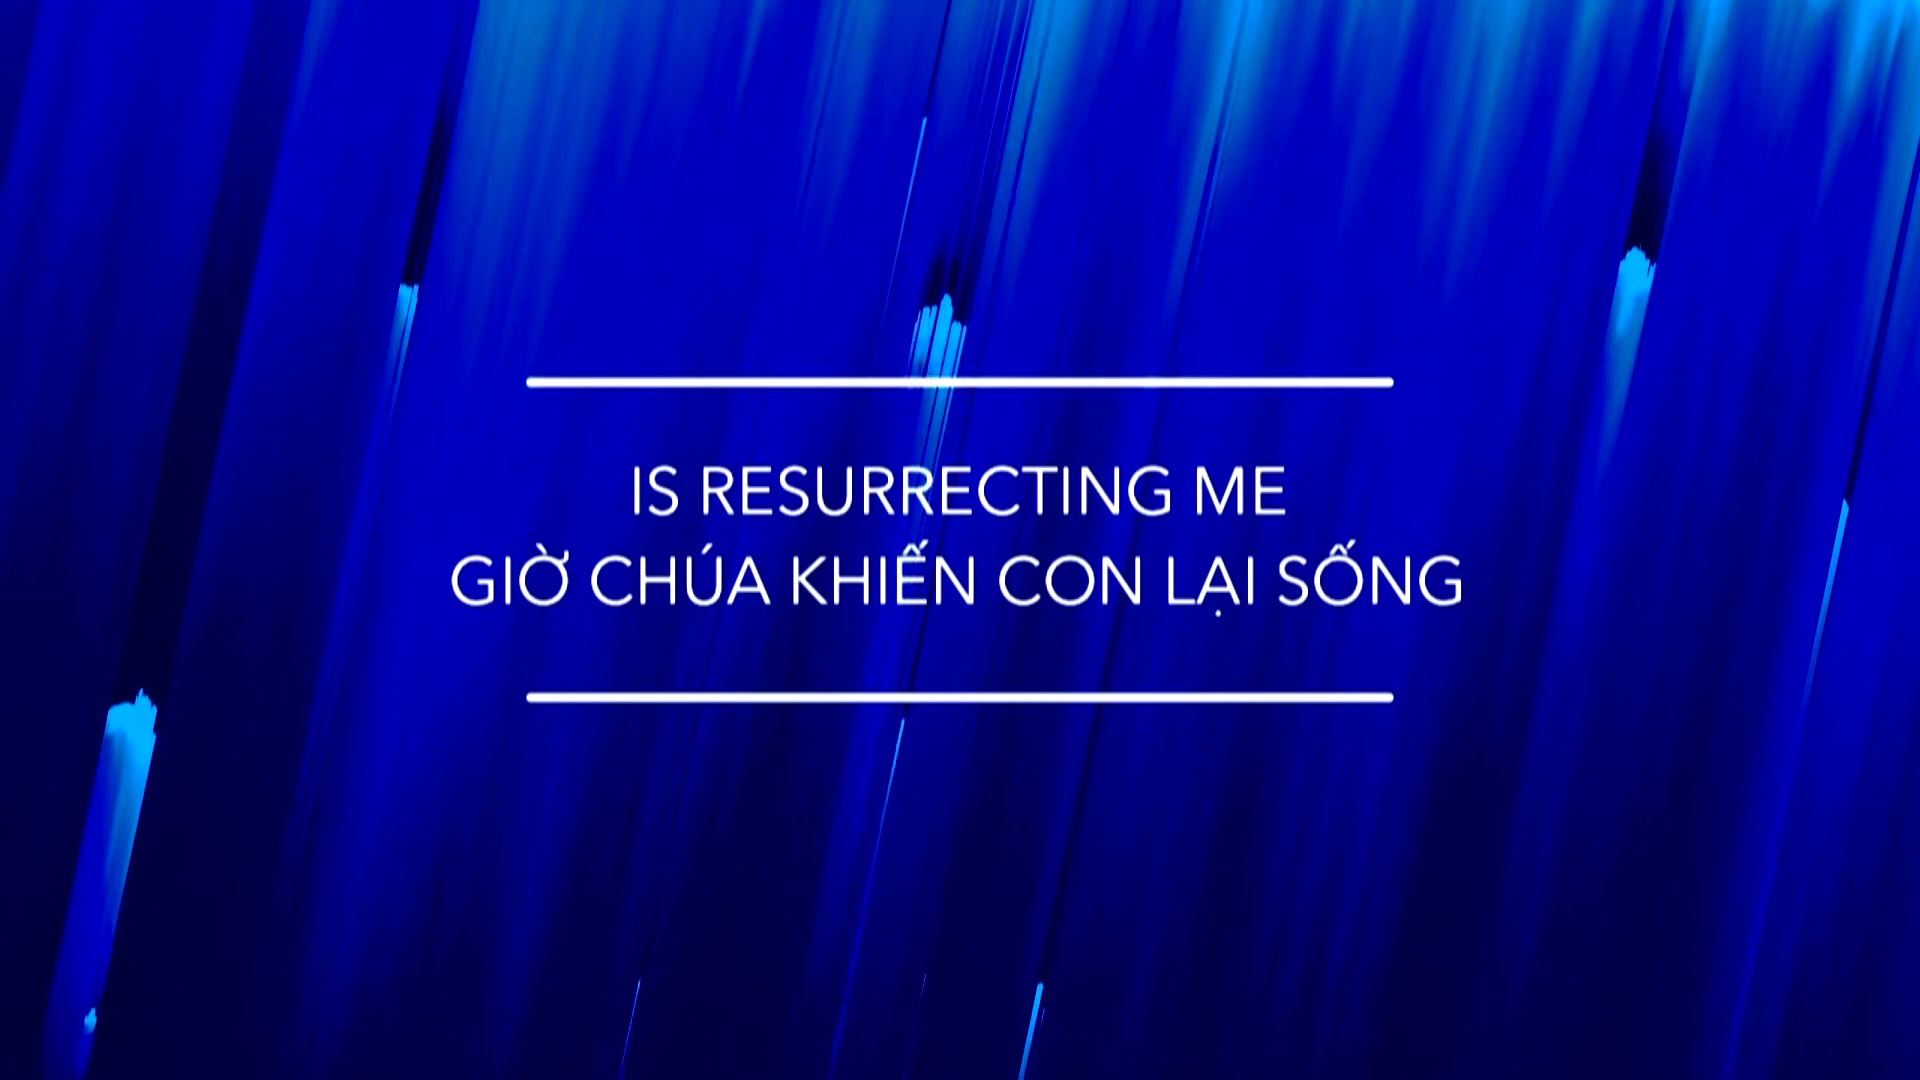 IS RESURRECTING ME
GIỜ CHÚA KHIẾN CON LẠI SỐNG